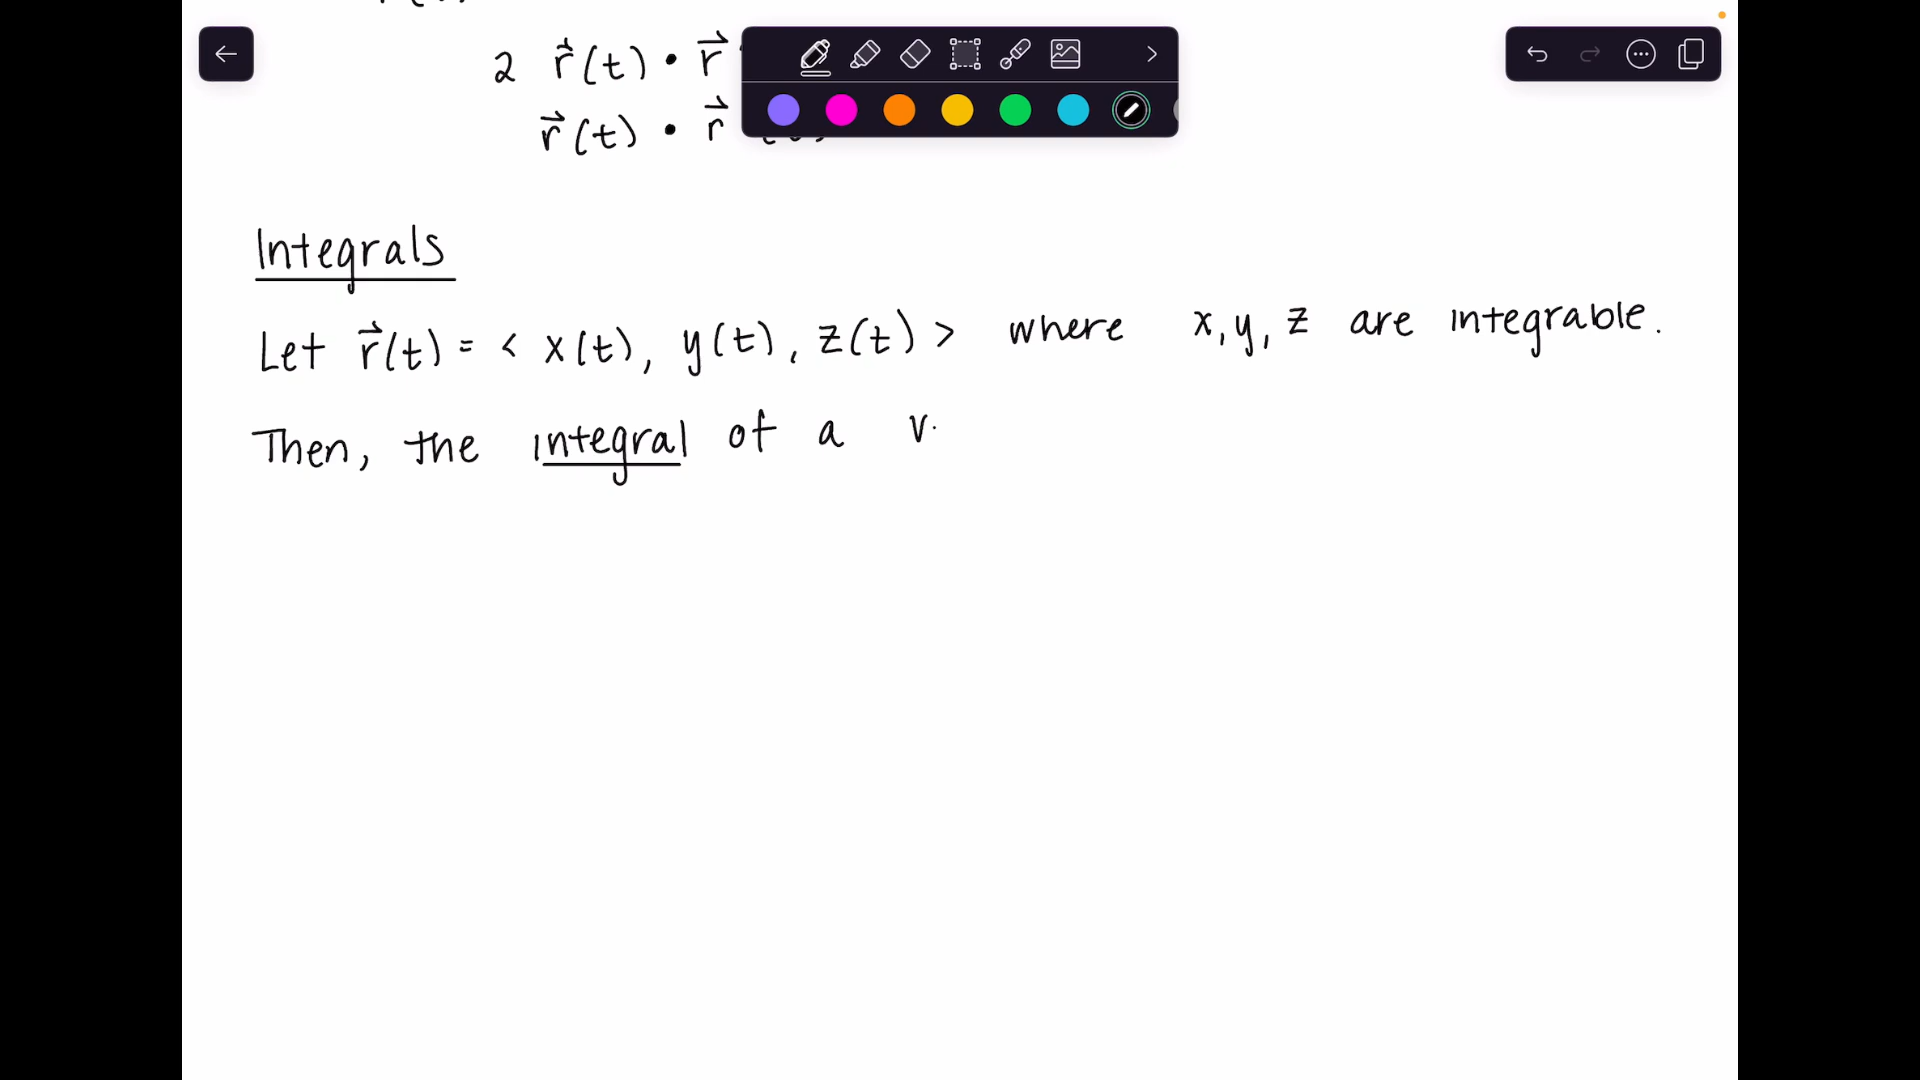 2 r⃗(t) • r⃗
r⃗(t) • r⃗
Integrals
Let r⃗(t) = < x(t), y(t), z(t) > where x, y, z are integrable.
Then, the integral of a v